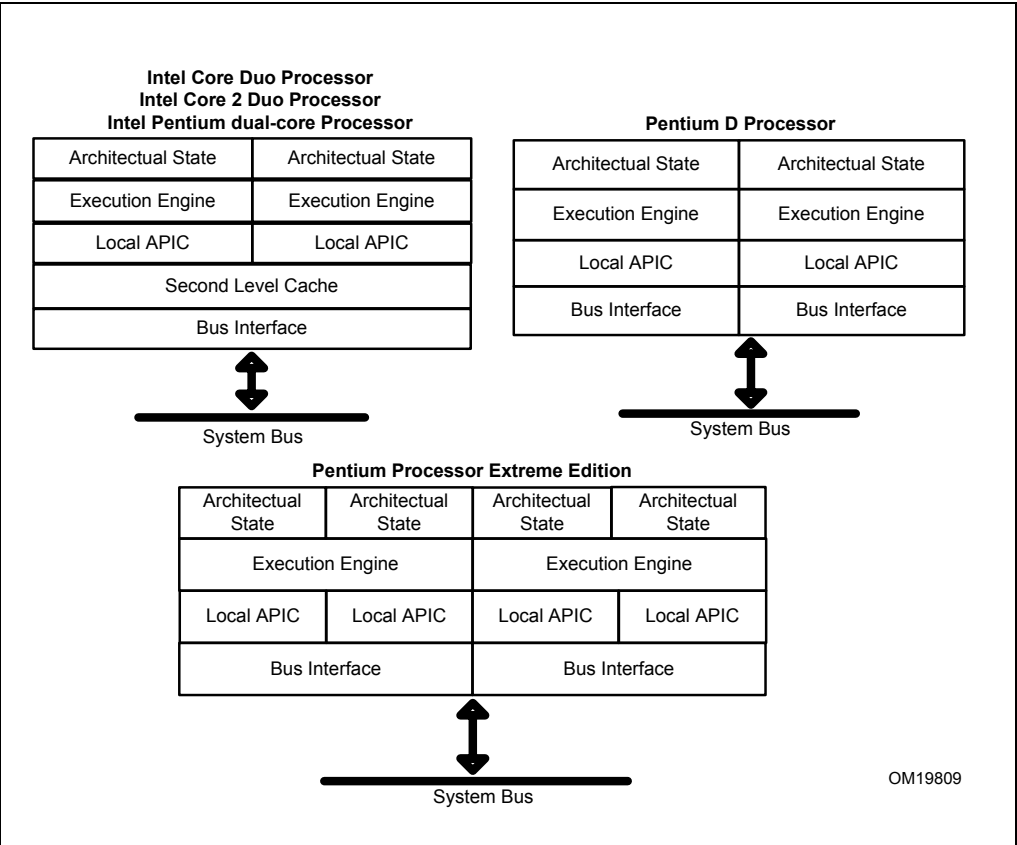 Intel Core Duo Processor
Intel Core 2 Duo Processor
Intel Pentium dual-core Processor
Architectual State Architectual State
Execution Engine Execution Engine
Local APIC Local APIC
Second Level Cache
Bus Interface
System Bus
Pentium D Processor
Architectual State Architectual State
Execution Engine Execution Engine
Local APIC Local APIC
Bus Interface Bus Interface
System Bus
Pentium Processor Extreme Edition
Architectual Architectual Architectual Architectual
State State State State
Execution Engine Execution Engine
Local APIC Local APIC Local APIC Local APIC
Bus Interface Bus Interface
System Bus
OM19809